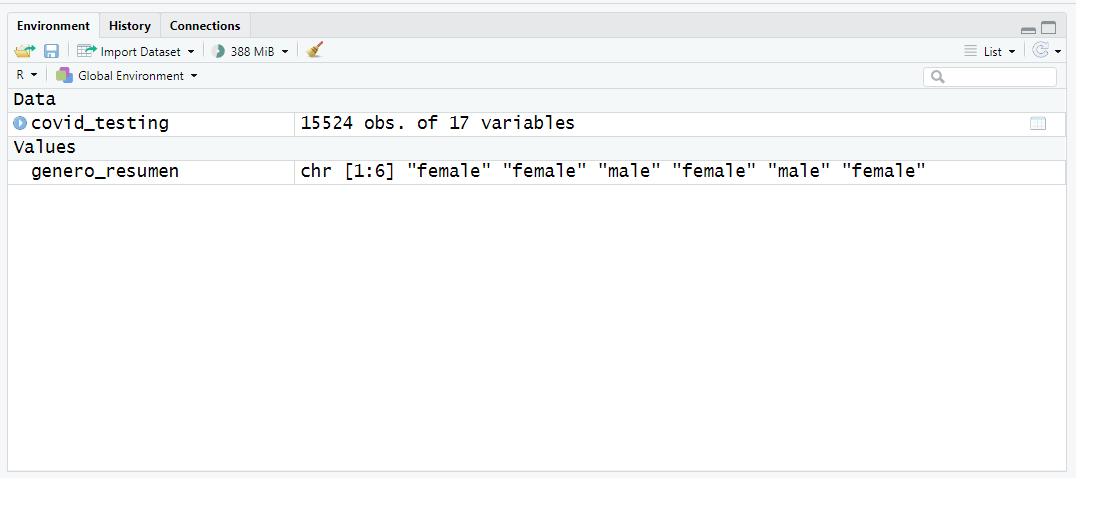 Environment History Connections
Import Dataset 388 MiB List
R Global Environment
Data
covid_testing 15524 obs. of 17 variables
Values
genero_resumen chr [1:6] "female" "female" "male" "female" "male" "female"